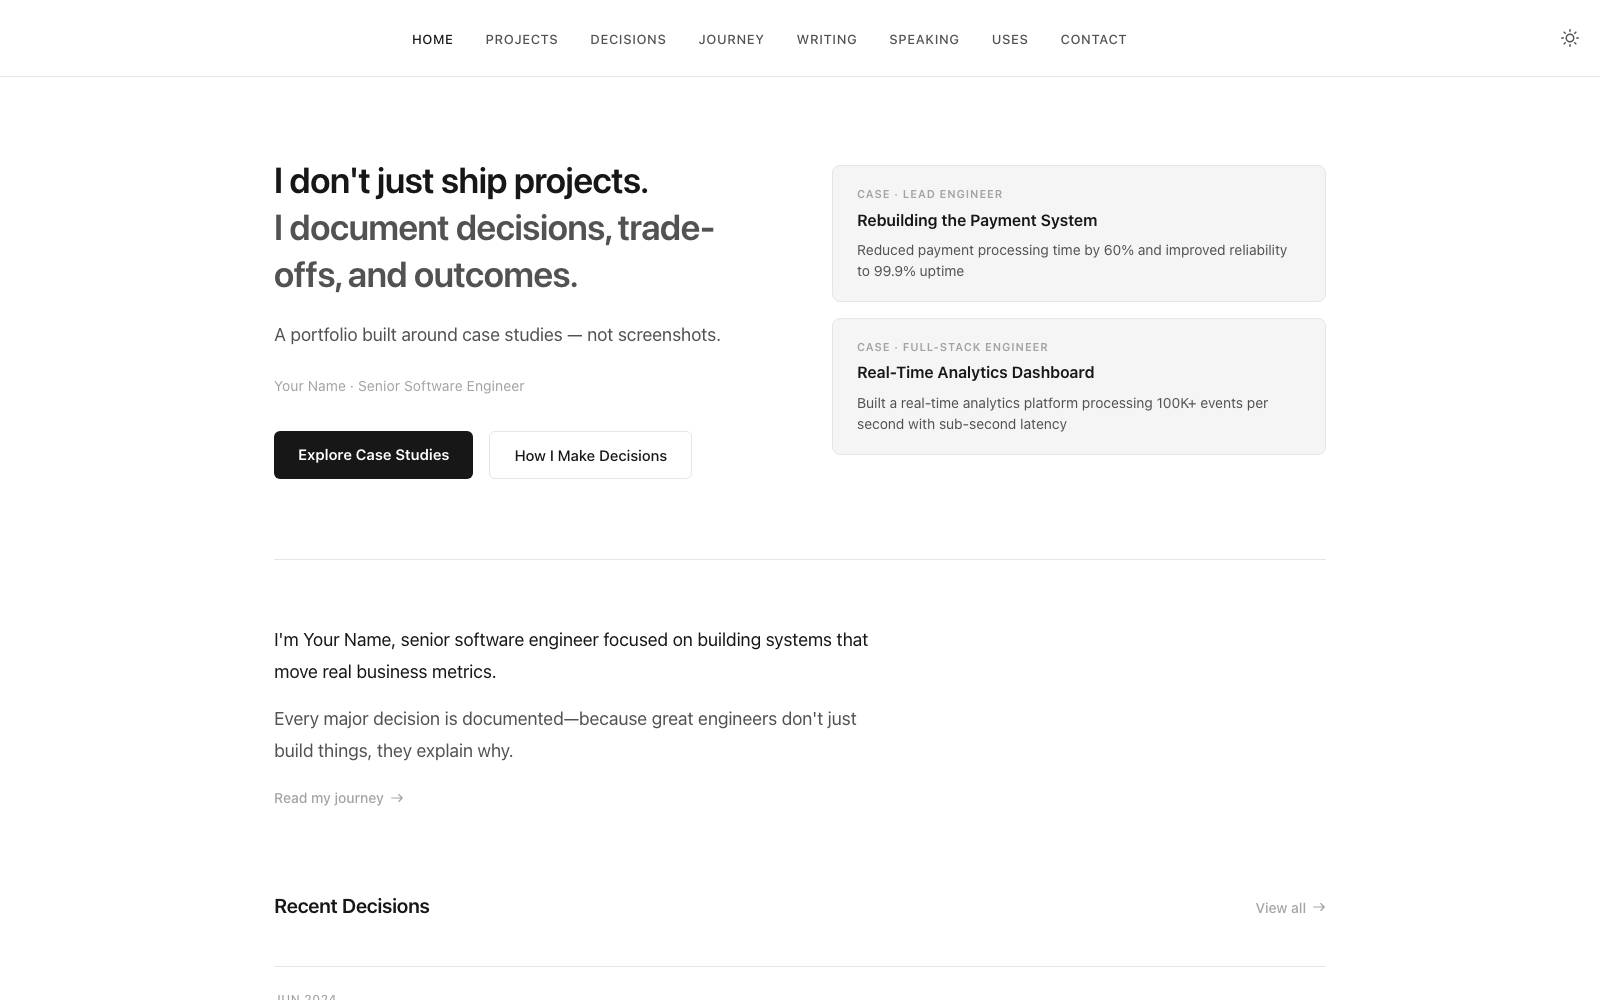 HOME PROJECTS DECISIONS JOURNEY WRITING SPEAKING USES CONTACT
I don't just ship projects.
I document decisions, trade-
offs, and outcomes.
A portfolio built around case studies — not screenshots.
Your Name · Senior Software Engineer
Explore Case Studies
How I Make Decisions
CASE · LEAD ENGINEER
Rebuilding the Payment System
Reduced payment processing time by 60% and improved reliability
to 99.9% uptime
CASE · FULL-STACK ENGINEER
Real-Time Analytics Dashboard
Built a real-time analytics platform processing 100K+ events per
second with sub-second latency
I'm Your Name, senior software engineer focused on building systems that
move real business metrics.
Every major decision is documented—because great engineers don't just
build things, they explain why.
Read my journey →
Recent Decisions
View all →
JUN 2024